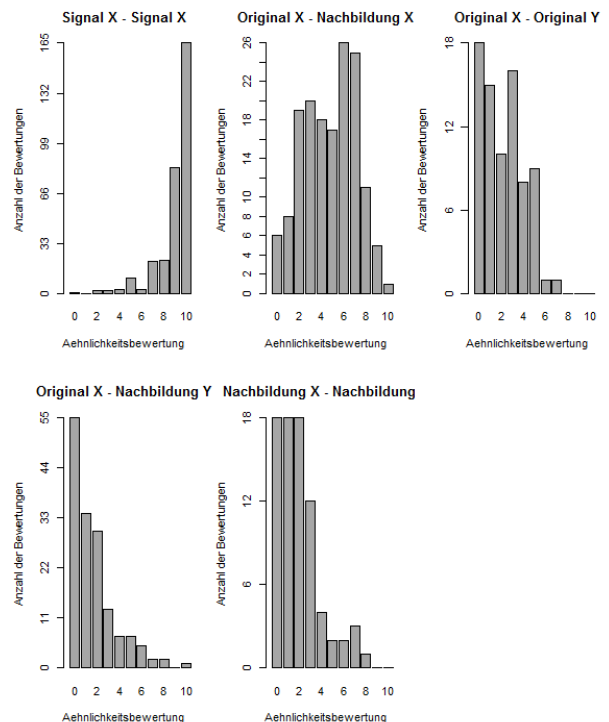 Signal X - Signal X
Anzahl der Bewertungen
165
132
99
66
33
0
0 2 4 6 8 10
Aehnlichkeitsbewertung
Original X - Nachbildung X
Anzahl der Bewertungen
26
22
18
14
10
8
6
4
2
0
0 2 4 6 8 10
Aehnlichkeitsbewertung
Original X - Original Y
Anzahl der Bewertungen
18
12
6
0
0 2 4 6 8 10
Aehnlichkeitsbewertung
Original X - Nachbildung Y
Anzahl der Bewertungen
55
44
33
22
11
0
0 2 4 6 8 10
Aehnlichkeitsbewertung
Nachbildung X - Nachbildung
Anzahl der Bewertungen
18
12
6
0
0 2 4 6 8 10
Aehnlichkeitsbewertung